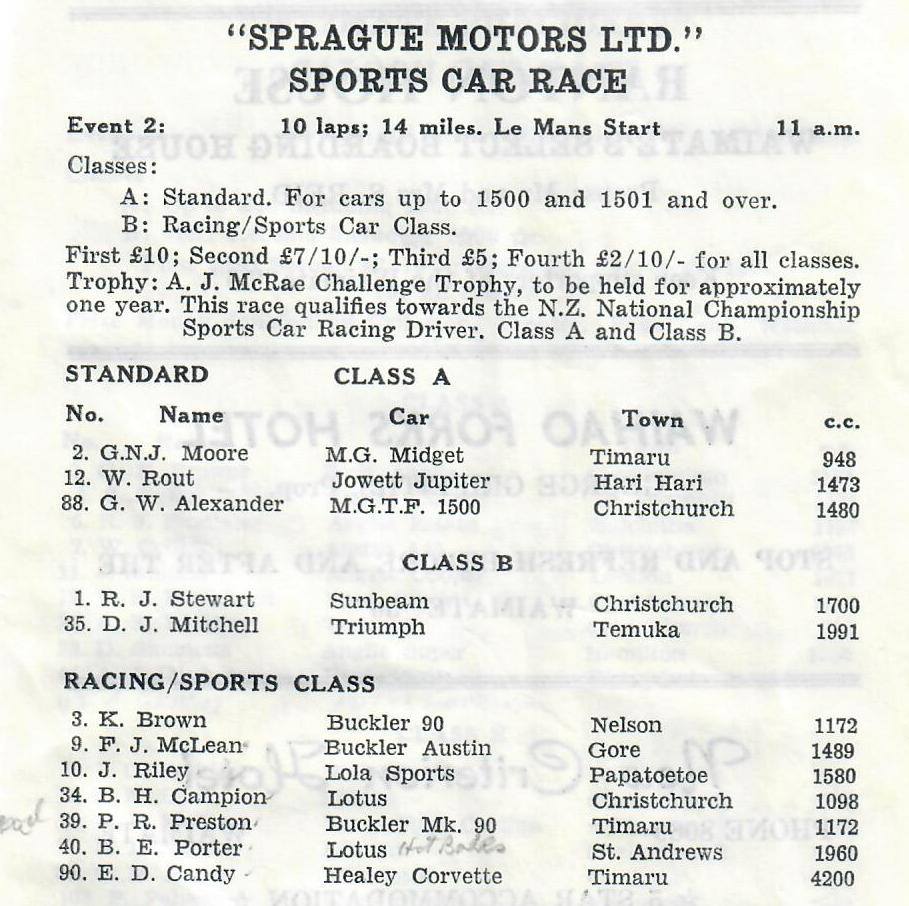 "SPRAGUE MOTORS LTD."
SPORTS CAR RACE
Event 2: 10 laps; 14 miles. Le Mans Start 11 a.m.
Classes:
A: Standard. For cars up to 1500 and 1501 and over.
B: Racing/Sports Car Class.
First £10; Second £7/10/-; Third £5; Fourth £2/10/- for all classes.
Trophy: A. J. McRae Challenge Trophy, to be held for approximately
one year. This race qualifies towards the N.Z. National Championship
Sports Car Racing Driver. Class A and Class B.
STANDARD CLASS A
No. Name Car Town c.c.
2. G.N.J. Moore M.G. Midget Timaru 948
12. W. Rout Jowett Jupiter Hari Hari 1473
88. G. W. Alexander M.G.T.F. 1500 Christchurch 1480
CLASS B
1. R. J. Stewart Sunbeam Christchurch 1700
35. D. J. Mitchell Triumph Temuka 1991
RACING/SPORTS CLASS
3. K. Brown Buckler 90 Nelson 1172
9. F. J. McLean Buckler Austin Gore 1489
10. J. Riley Lola Sports Papatoetoe 1580
34. B. H. Campion Lotus Christchurch 1098
39. P. R. Preston Buckler Mk. 90 Timaru 1172
40. B. E. Porter Lotus St. Andrews 1960
90. E. D. Candy Healey Corvette Timaru 4200